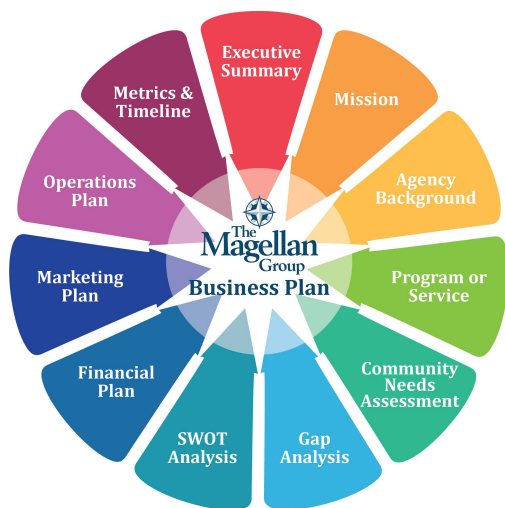 Executive
Summary
Mission
Agency
Background
Program or
Service
Community
Needs
Assessment
Gap
Analysis
SWOT
Analysis
Financial
Plan
Marketing
Plan
Operations
Plan
Metrics &
Timeline
The
Magellan
Group
Business Plan